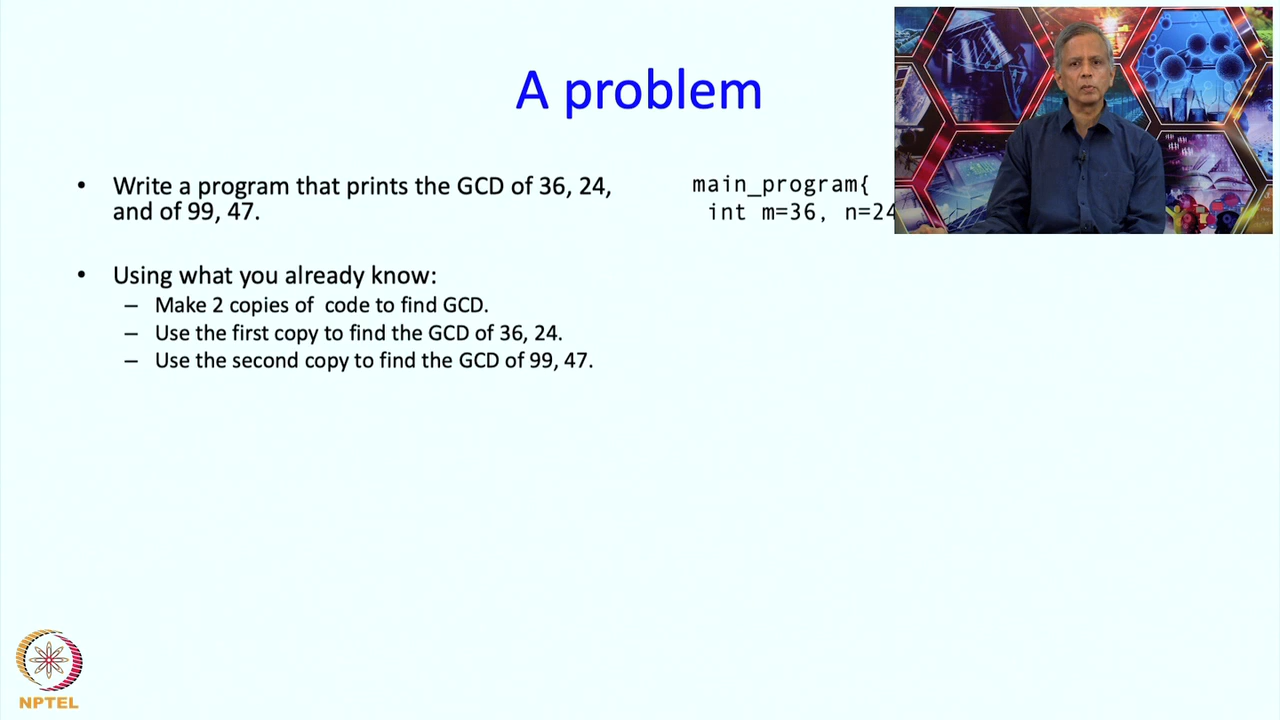 A problem
• Write a program that prints the GCD of 36, 24,
and of 99, 47.
• Using what you already know:
– Make 2 copies of code to find GCD.
– Use the first copy to find the GCD of 36, 24.
– Use the second copy to find the GCD of 99, 47.
main_program{
int m=36, n=24
NPTEL